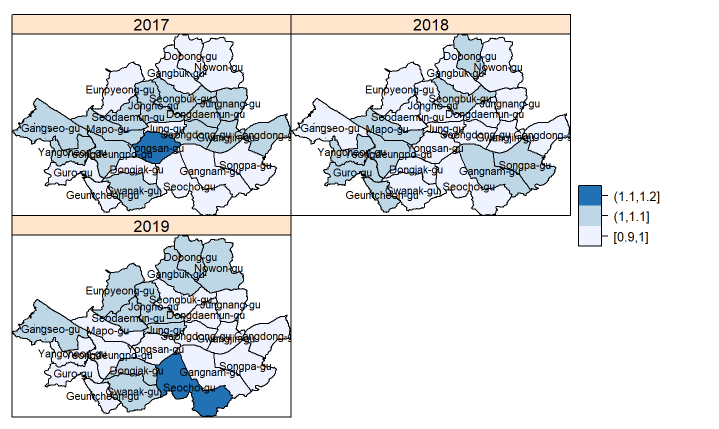 2017
Dobong-gu
Nowon-gu
Gangbuk-gu
Eunpyeong-gu
Seongbuk-gu
Jongno-gu
Jungnang-gu
Dongdaemun-gu
Seodaemun-gu
Gangseo-gu
Mapo-gu
Jung-gu
Seongdong-gu
Gwangjin-gu
Gangdong-g
Yongsan-gu
Yangcheon-gu
Yeongdeungpo-gu
Guro-gu
Dongjak-gu
Gangnam-gu
Songpa-gu
Geumcheon-gu
Gwanak-gu
Seocho-gu
2018
Dobong-gu
Nowon-gu
Gangbuk-gu
Eunpyeong-gu
Seongbuk-gu
Jongno-gu
Jungnang-gu
Dongdaemun-gu
Seodaemun-gu
Gangseo-gu
Mapo-gu
Jung-gu
Seongdong-gu
Gwangjin-gu
Gangdong-g
Yongsan-gu
Yangcheon-gu
Yeongdeungpo-gu
Guro-gu
Dongjak-gu
Gangnam-gu
Songpa-gu
Geumcheon-gu
Gwanak-gu
Seocho-gu
(1.1,1.2]
(1,1.1]
[0.9,1]
2019
Dobong-gu
Nowon-gu
Gangbuk-gu
Eunpyeong-gu
Seongbuk-gu
Jongno-gu
Jungnang-gu
Dongdaemun-gu
Seodaemun-gu
Gangseo-gu
Mapo-gu
Jung-gu
Seongdong-gu
Gwangjin-gu
Gangdong-g
Yongsan-gu
Yangcheon-gu
Yeongdeungpo-gu
Guro-gu
Dongjak-gu
Gangnam-gu
Songpa-gu
Geumcheon-gu
Gwanak-gu
Seocho-gu